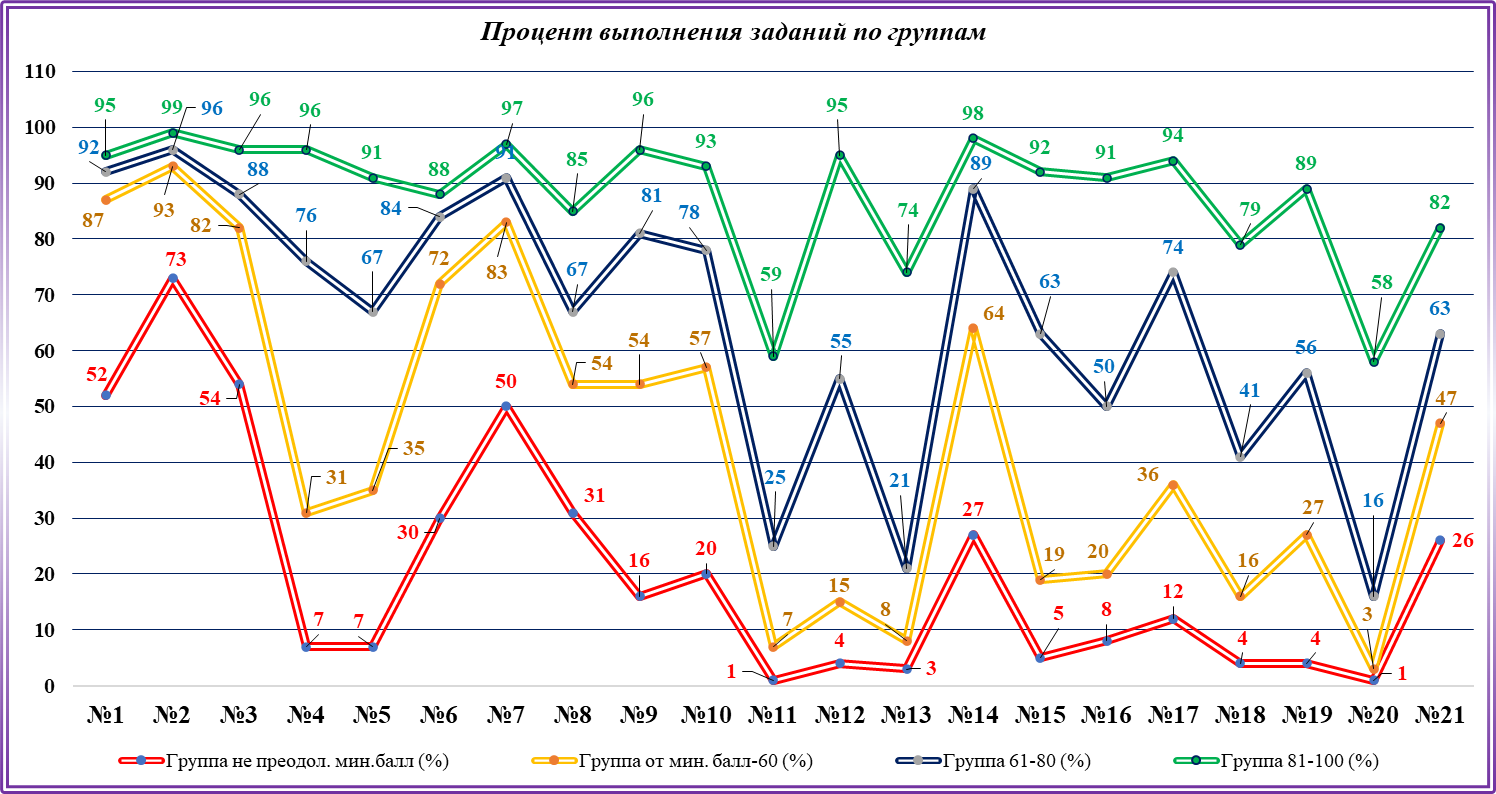 Процент выполнения заданий по группам
110
100
90
80
70
60
50
40
30
20
10
0
95 99 96 96 91 88 97 85 96 93 59 95 74 98 92 91 94 79 89 58 82
92 96 88 76 67 84 91 67 81 78 25 55 21 89 63 50 74 41 56 16 63
87 93 82 31 35 72 83 54 54 57 7 15 8 64 19 20 36 16 27 3 47
52 73 54 7 7 30 50 31 16 20 1 4 3 27 5 8 12 4 4 1 26
№1 №2 №3 №4 №5 №6 №7 №8 №9 №10 №11 №12 №13 №14 №15 №16 №17 №18 №19 №20 №21
Группа не преодол. мин.балл (%) Группа от мин. балл-60 (%) Группа 61-80 (%) Группа 81-100 (%)